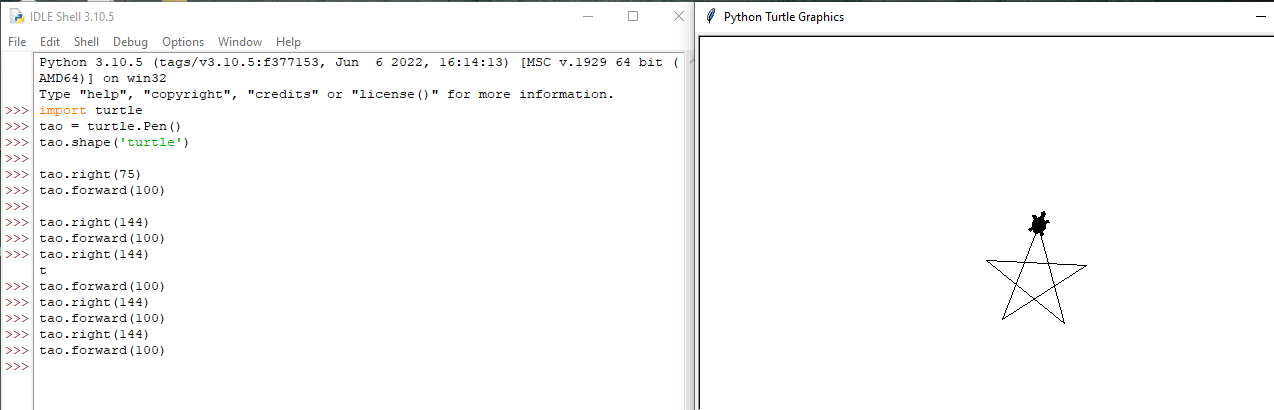 IDLE Shell 3.10.5
File Edit Shell Debug Options Window Help
Python 3.10.5 (tags/v3.10.5:f377153, Jun  6 2022, 16:14:13) [MSC v.1929 64 bit (
AMD64)] on win32
Type "help", "copyright", "credits" or "license()" for more information.
>>> import turtle
>>> tao = turtle.Pen()
>>> tao.shape('turtle')
>>>
>>> tao.right(75)
>>> tao.forward(100)
>>>
>>> tao.right(144)
>>> tao.forward(100)
>>> tao.right(144)
t
>>> tao.forward(100)
>>> tao.right(144)
>>> tao.forward(100)
>>> tao.right(144)
>>> tao.forward(100)
>>>
Python Turtle Graphics